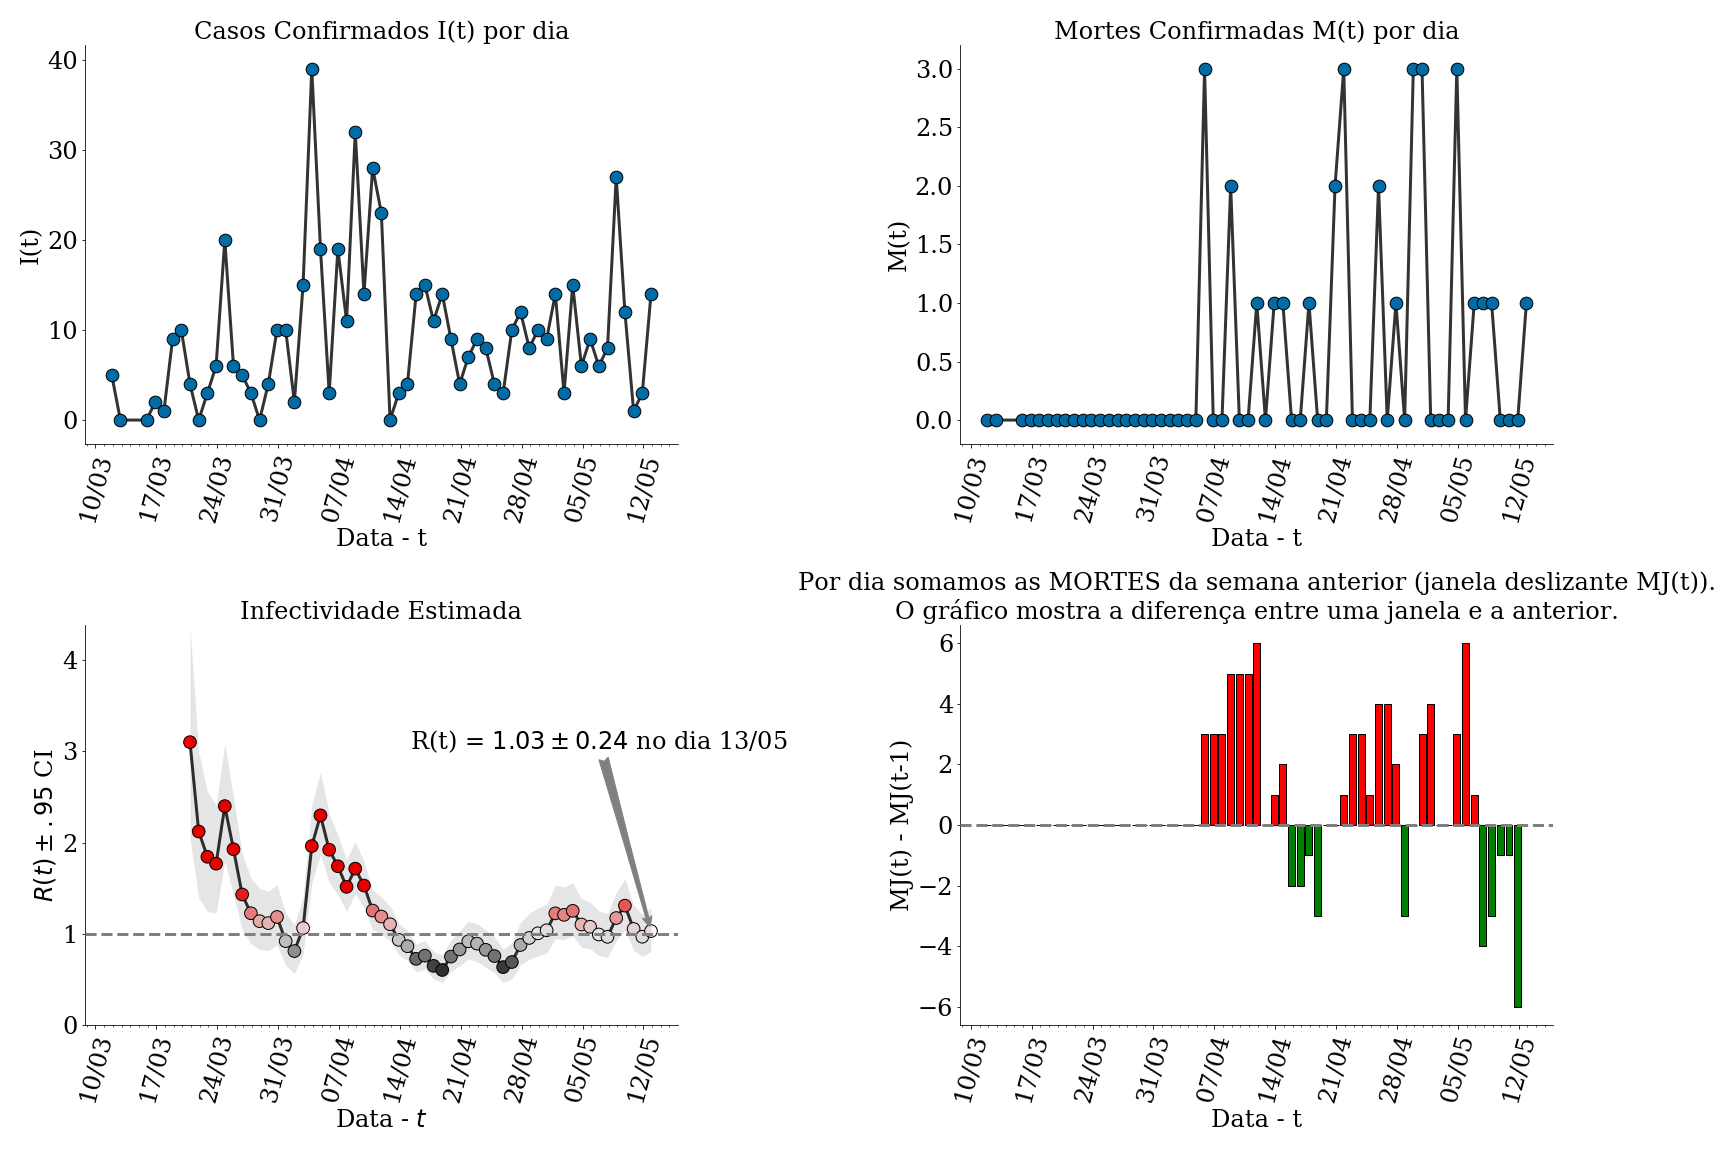 Casos Confirmados I(t) por dia
40
30
20
10
0
I(t)
10/03 17/03 24/03 31/03 07/04 14/04 21/04 28/04 05/05 12/05
Data - t
Mortes Confirmadas M(t) por dia
3.0
2.5
2.0
1.5
1.0
0.5
0.0
M(t)
10/03 17/03 24/03 31/03 07/04 14/04 21/04 28/04 05/05 12/05
Data - t
Infectividade Estimada
4
3
2
1
0
R(t) ± .95 CI
R(t) = 1.03 ± 0.24 no dia 13/05
10/03 17/03 24/03 31/03 07/04 14/04 21/04 28/04 05/05 12/05
Data - t
Por dia somamos as MORTES da semana anterior (janela deslizante MJ(t)).
O gráfico mostra a diferença entre uma janela e a anterior.
6
4
2
0
−2
−4
−6
MJ(t) - MJ(t-1)
10/03 17/03 24/03 31/03 07/04 14/04 21/04 28/04 05/05 12/05
Data - t